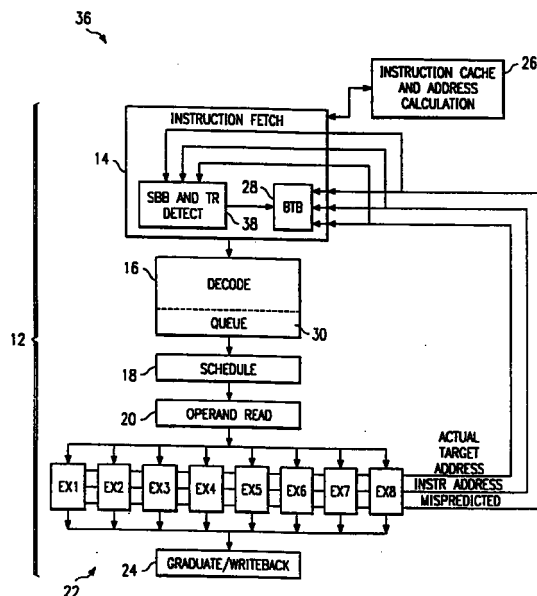 36
26
INSTRUCTION CACHE
AND ADDRESS
CALCULATION
INSTRUCTION FETCH
14
28
SBB AND TR
DETECT
BTB
38
16
DECODE
QUEUE
30
12
18
SCHEDULE
20
OPERAND READ
ACTUAL
TARGET
ADDRESS
INSTR ADDRESS
MISPREDICTED
EX1 EX2 EX3 EX4 EX5 EX6 EX7 EX8
24
GRADUATE/WRITEBACK
22